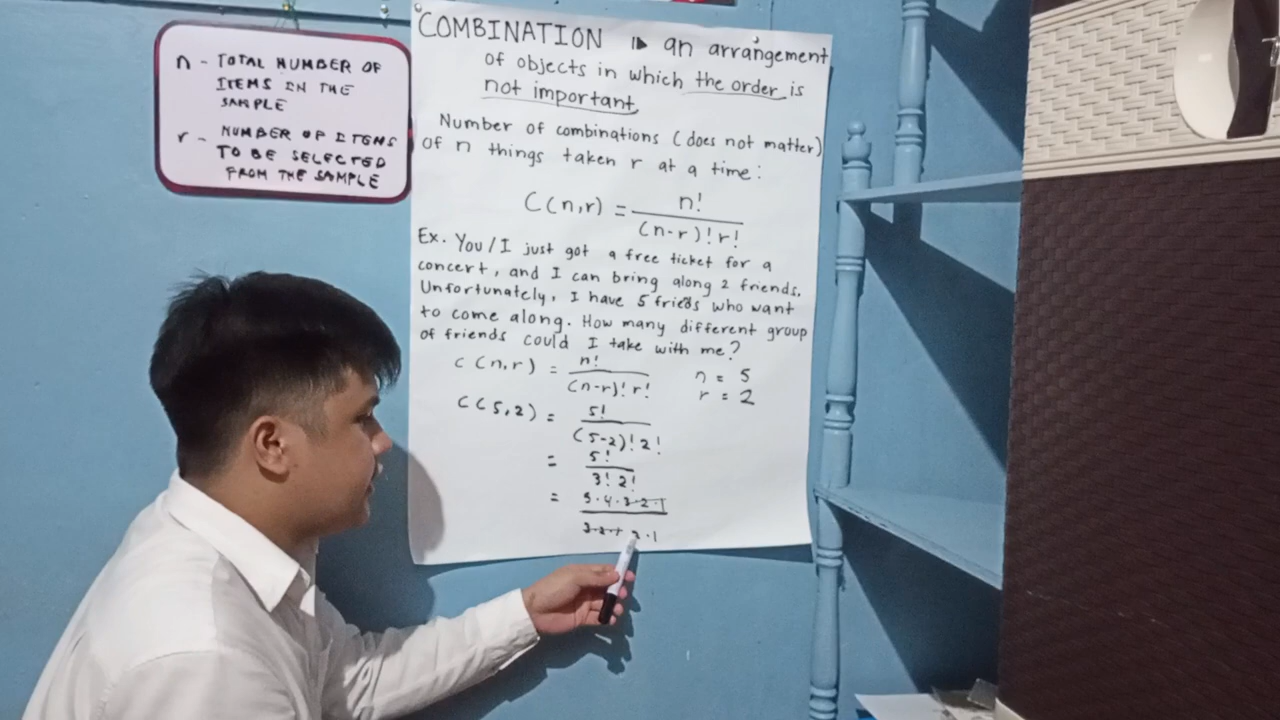 n - TOTAL NUMBER OF
ITEMS IN THE
SAMPLE
r - NUMBER OF ITEMS
TO BE SELECTED
FROM THE SAMPLE
COMBINATION an arrangement
of objects in which the order is
not important.
Number of combinations (does not matter)
of n things taken r at a time:
C(n,r) = n!
(n-r)! r!
Ex. You/I just got a free ticket for a
concert, and I can bring along 2 friends.
Unfortunately, I have 5 frieds who want
to come along. How many different group
of friends could I take with me?
C(n,r) = n!
(n-r)! r!
n = 5
r = 2
C(5,2) = 5!
(5-2)! 2!
= 5!
3! 2!
= 5·4·3·2·1
3·2·1 2·1